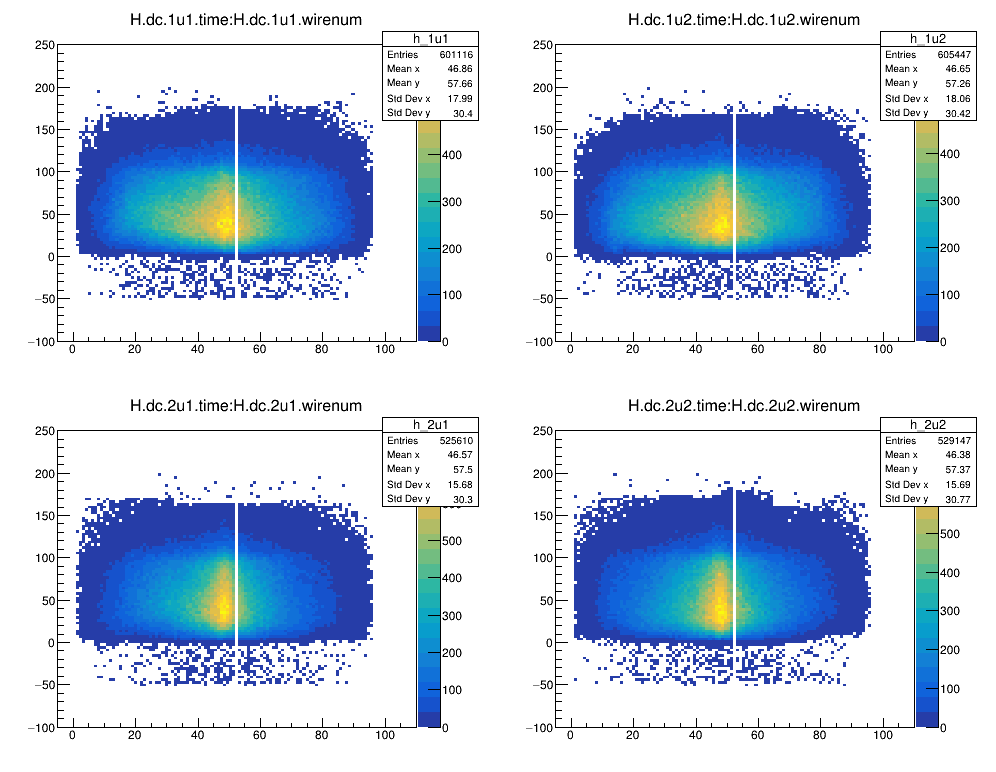 H.dc.1u1.time:H.dc.1u1.wirenum
h_1u1
Entries 601116
Mean x 46.86
Mean y 57.66
Std Dev x 17.99
Std Dev y 30.4
250
200
150
100
50
0
−50
−100
0 20 40 60 80 100
400
300
200
100
0
H.dc.1u2.time:H.dc.1u2.wirenum
h_1u2
Entries 605447
Mean x 46.65
Mean y 57.26
Std Dev x 18.06
Std Dev y 30.42
250
200
150
100
50
0
−50
−100
0 20 40 60 80 100
400
300
200
100
0
H.dc.2u1.time:H.dc.2u1.wirenum
h_2u1
Entries 525610
Mean x 46.57
Mean y 57.5
Std Dev x 15.68
Std Dev y 30.3
250
200
150
100
50
0
−50
−100
0 20 40 60 80 100
500
400
300
200
100
0
H.dc.2u2.time:H.dc.2u2.wirenum
h_2u2
Entries 529147
Mean x 46.38
Mean y 57.37
Std Dev x 15.69
Std Dev y 30.77
250
200
150
100
50
0
−50
−100
0 20 40 60 80 100
500
400
300
200
100
0